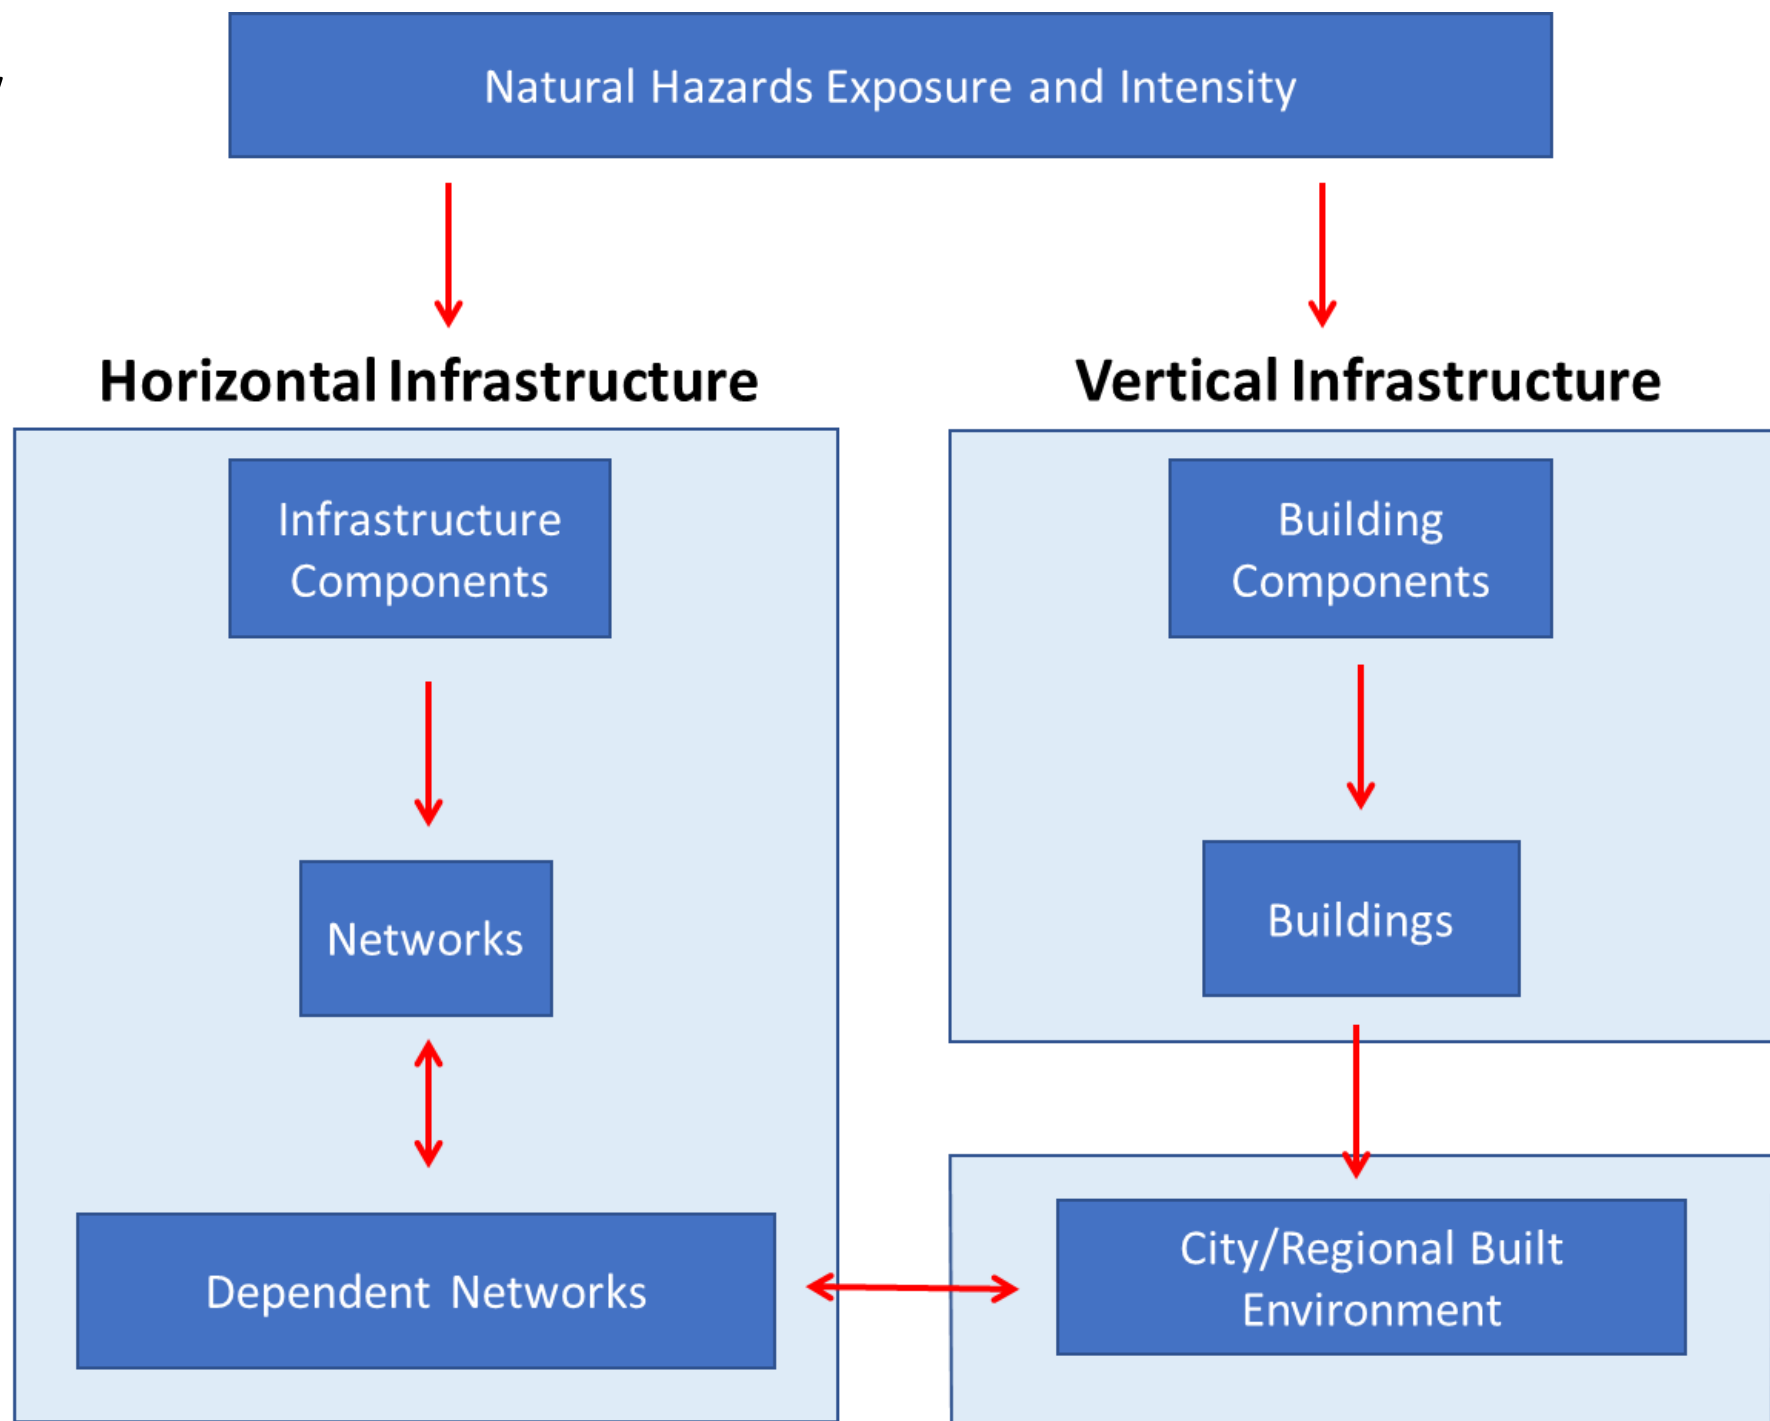 Natural Hazards Exposure and Intensity
Horizontal Infrastructure
Vertical Infrastructure
Infrastructure
Components
Building
Components
Networks
Buildings
Dependent Networks
City/Regional Built
Environment